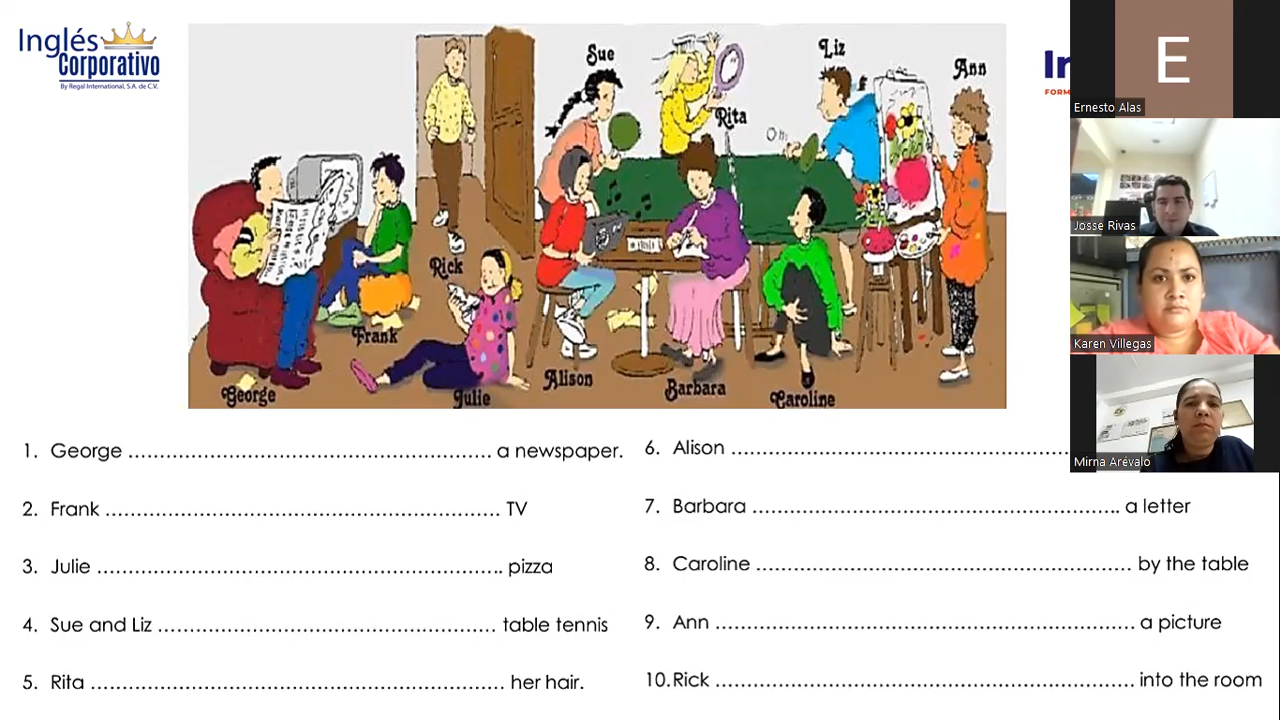 Inglés
Corporativo
By Regal International, S.A. de C.V.
Sue
Liz
Ann
Rita
Rick
Frank
George
Julie
Alison
Barbara
Caroline
1. George ........................................................ a newspaper.
2. Frank ............................................................. TV
3. Julie ............................................................... pizza
4. Sue and Liz .................................................... table tennis
5. Rita ................................................................ her hair.
6. Alison ....................................................
7. Barbara ......................................................... a letter
8. Caroline .......................................................... by the table
9. Ann ................................................................. a picture
10. Rick ................................................................ into the room
E
Ernesto Alas
Josse Rivas
Karen Villegas
Mirna Arévalo